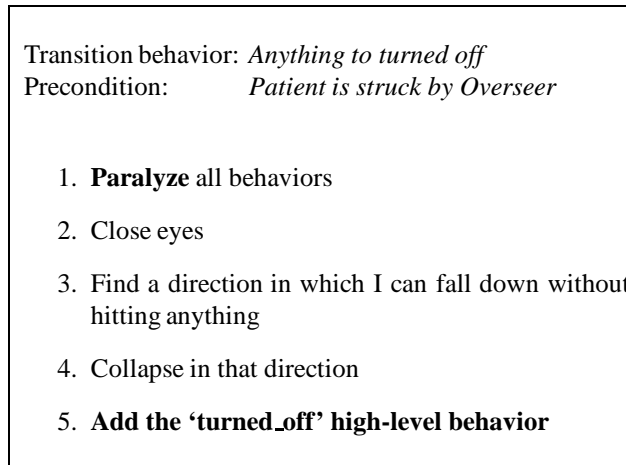 Transition behavior: Anything to turned off
Precondition: Patient is struck by Overseer
1. Paralyze all behaviors
2. Close eyes
3. Find a direction in which I can fall down without
hitting anything
4. Collapse in that direction
5. Add the ‘turned_off’ high-level behavior